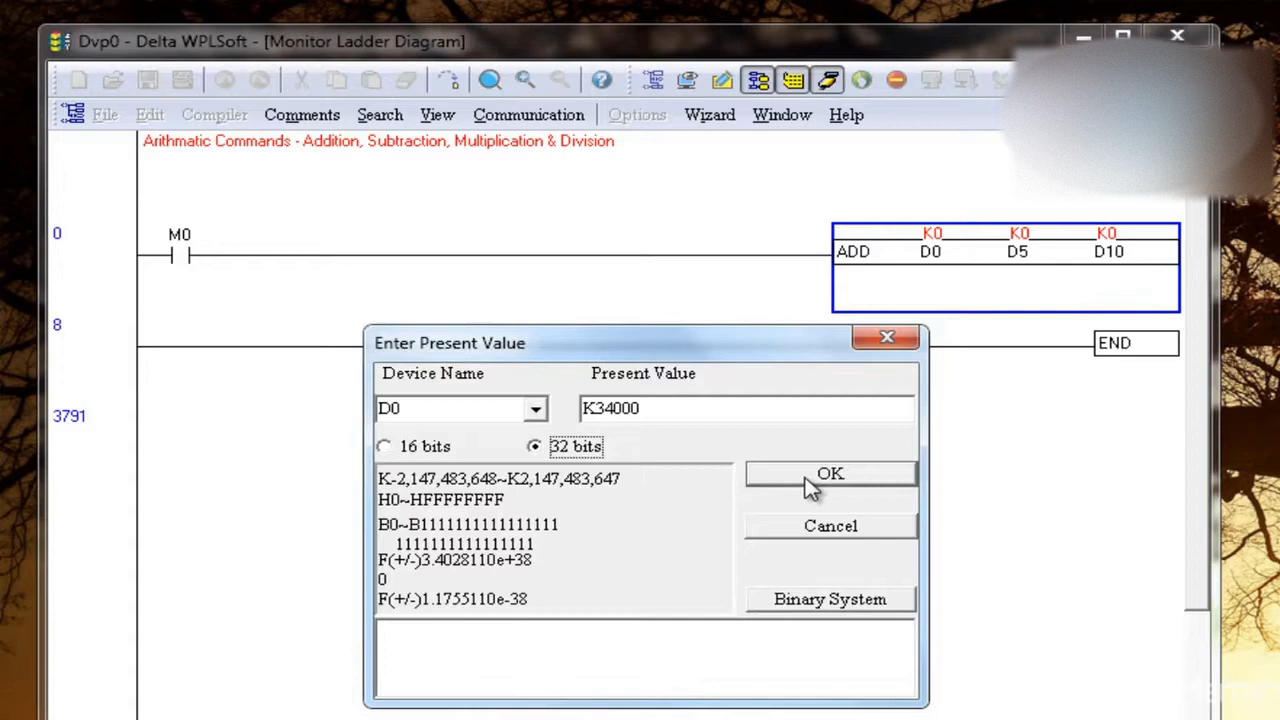 Dvp0 - Delta WPLSoft - [Monitor Ladder Diagram]
File Edit Compiler Comments Search View Communication Options Wizard Window Help
Arithmatic Commands - Addition, Subtraction, Multiplication & Division
0
M0
K0 K0 K0
ADD D0 D5 D10
8
END
3791
Enter Present Value
Device Name Present Value
D0 K34000
16 bits 32 bits
K-2,147,483,648~K2,147,483,647
H0~HFFFFFFFF
B0~B1111111111111111
1111111111111111
F(+/-)3.4028110e+38
0
F(+/-)1.1755110e-38
OK
Cancel
Binary System